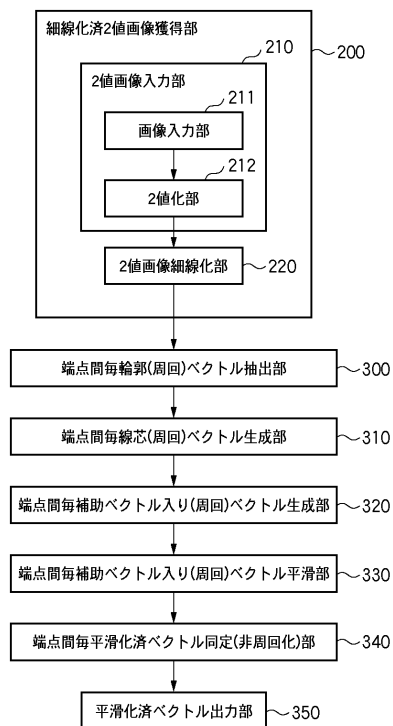 細線化済2値画像獲得部
200
210
2値画像入力部
211
画像入力部
212
2値化部
2値画像細線化部
220
端点間毎輪郭(周回)ベクトル抽出部
300
端点間毎線芯(周回)ベクトル生成部
310
端点間毎補助ベクトル入り(周回)ベクトル生成部
320
端点間毎補助ベクトル入り(周回)ベクトル平滑部
330
端点間毎平滑化済ベクトル同定(非周回化)部
340
平滑化済ベクトル出力部
350